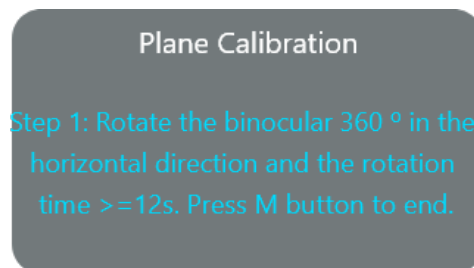 Plane Calibration
Step 1: Rotate the binocular 360 º in the
horizontal direction and the rotation
time >=12s. Press M button to end.